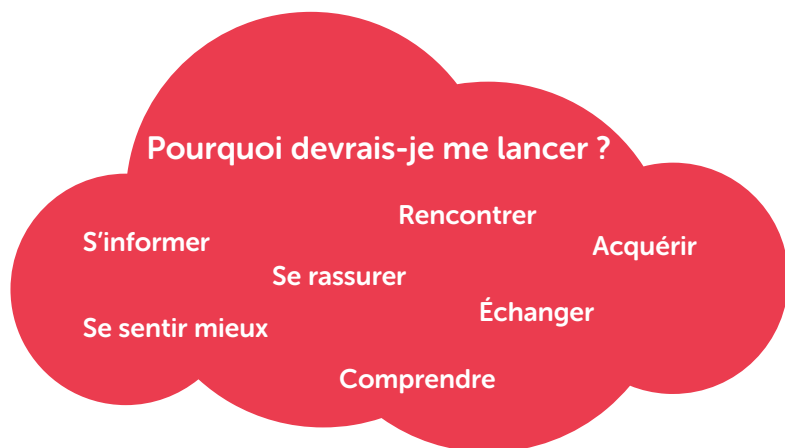 Pourquoi devrais-je me lancer ?
Rencontrer
S’informer
Acquérir
Se rassurer
Échanger
Se sentir mieux
Comprendre